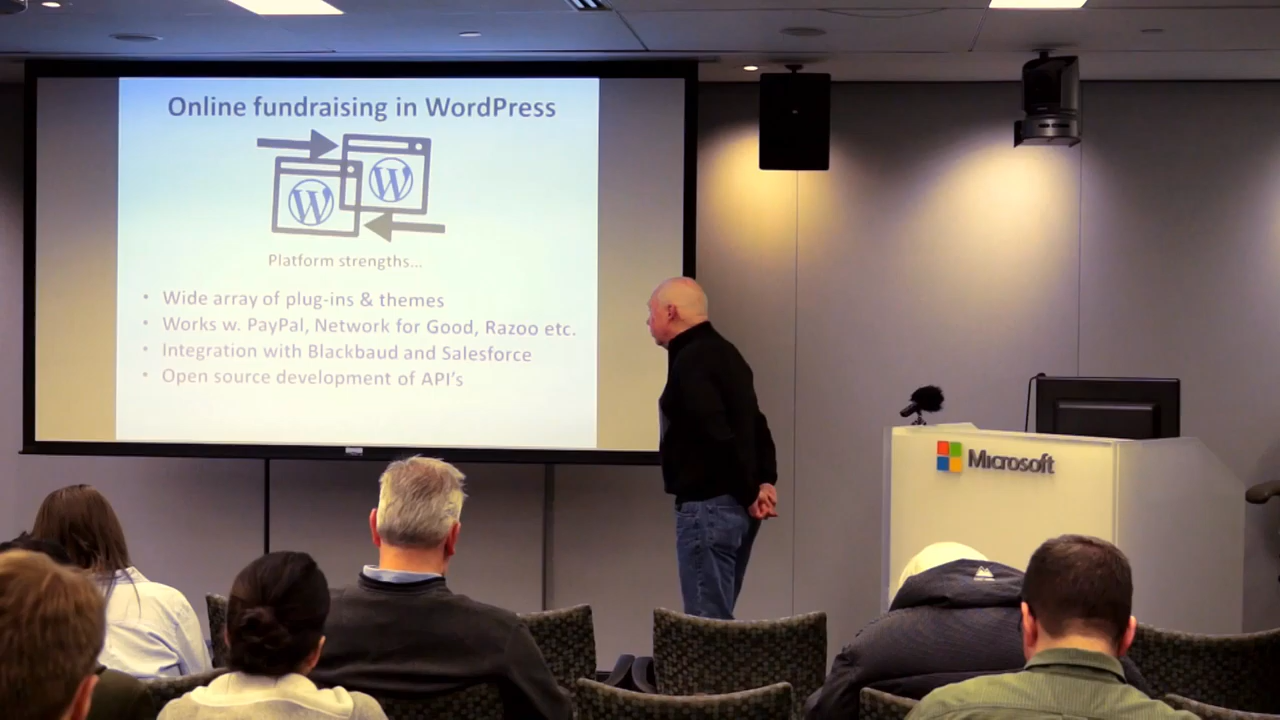 Online fundraising in WordPress
W
W
Platform strengths...
• Wide array of plug-ins & themes
• Works w. PayPal, Network for Good, Razoo etc.
• Integration with Blackbaud and Salesforce
• Open source development of API's
Microsoft